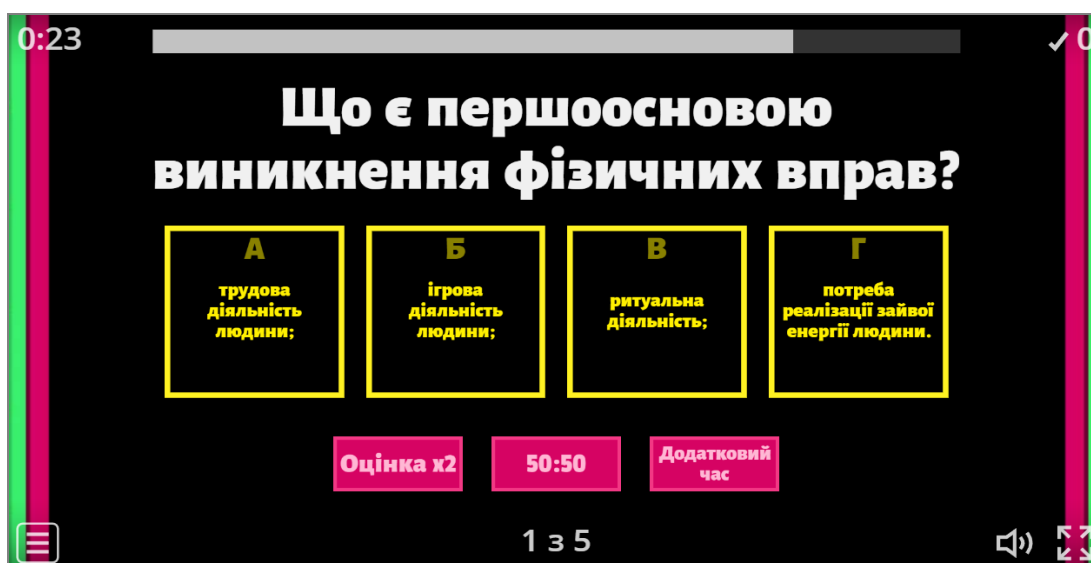 0:23
✓ 0
Що є першоосновою
виникнення фізичних вправ?
А
трудова
діяльність
людини;
Б
ігрова
діяльність
людини;
В
ритуальна
діяльність;
Г
потреба
реалізації зайвої
енергії людини.
Оцінка x2
50:50
Додатковий
час
1 з 5